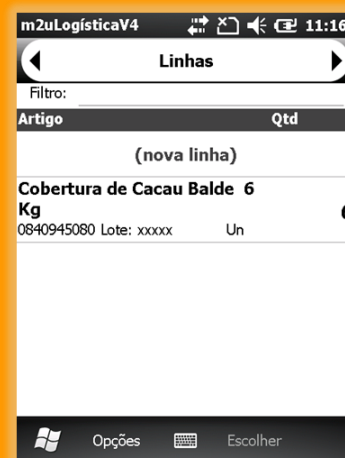 m2uLogísticaV4 11:16
Linhas
Filtro:
Artigo Qtd
(nova linha)
Cobertura de Cacau Balde 6
Kg
0840945080 Lote: xxxxx Un
Opções Escolher